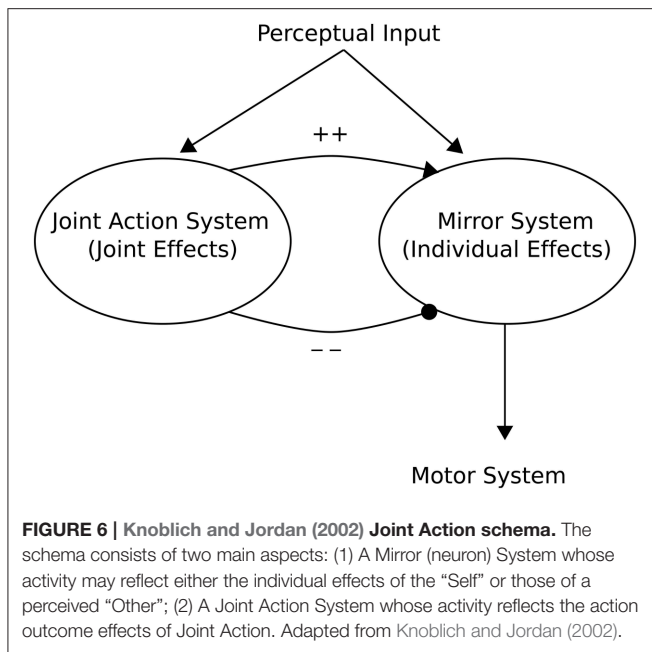 Perceptual Input
++
Joint Action System
(Joint Effects)
Mirror System
(Individual Effects)
– –
Motor System
FIGURE 6 | Knoblich and Jordan (2002) Joint Action schema. The
schema consists of two main aspects: (1) A Mirror (neuron) System whose
activity may reflect either the individual effects of the “Self” or those of a
perceived “Other”; (2) A Joint Action System whose activity reflects the action
outcome effects of Joint Action. Adapted from Knoblich and Jordan (2002).